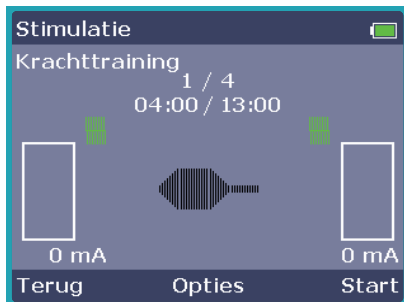 Stimulatie
Krachttraining
1 / 4
04:00 / 13:00
0 mA 0 mA
Terug Opties Start